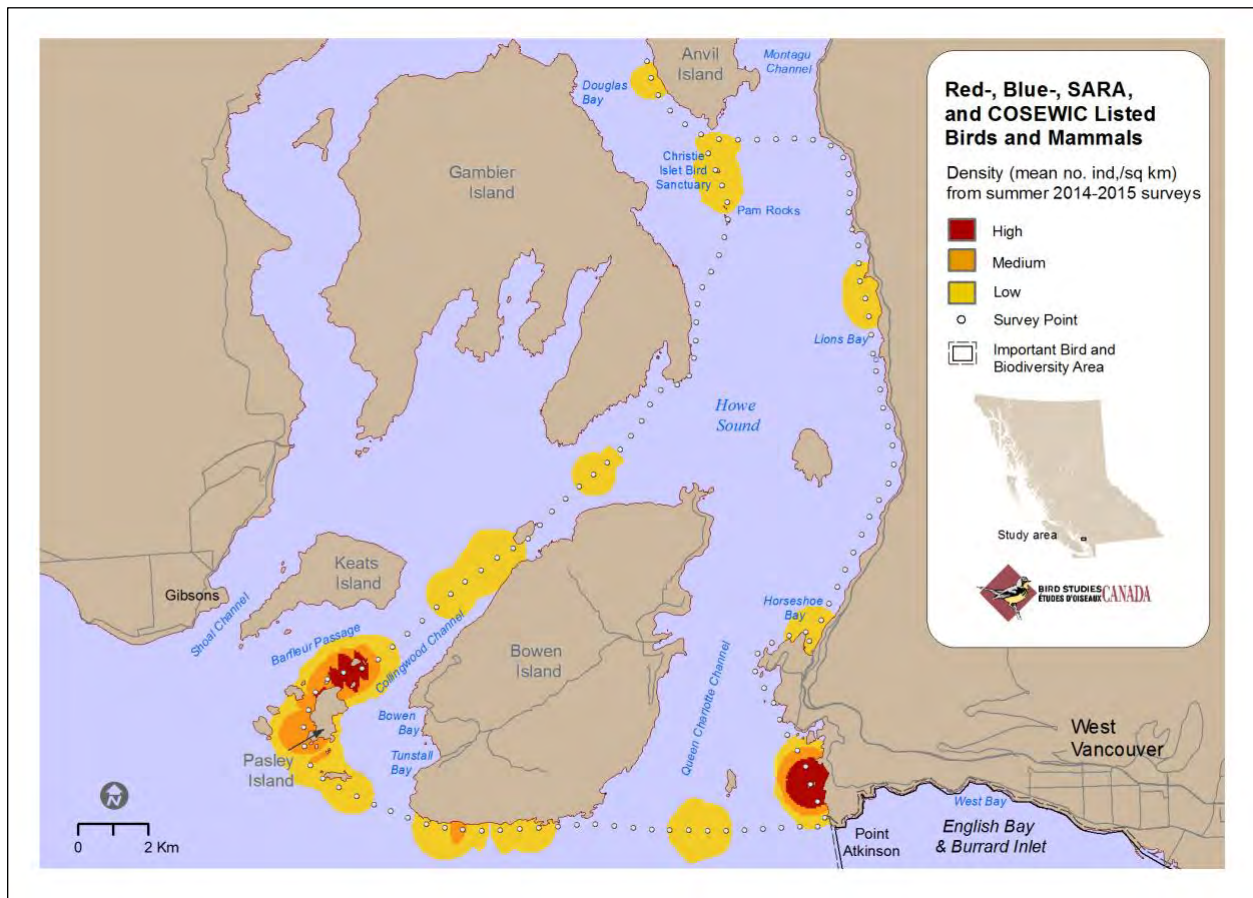 Anvil
Island
Montagu
Channel
Douglas
Bay
Christie
Islet Bird
Sanctuary
Gambier
Island
Pam Rocks
Lions Bay
Howe
Sound
Keats
Island
Gibsons
Shoal Channel
Barfleur Passage
Collingwood Channel
Horseshoe
Bay
Bowen
Island
Queen Charlotte Channel
Bowen
Bay
Tunstall
Bay
Pasley
Island
West
Vancouver
West Bay
Point
Atkinson
English Bay
& Burrard Inlet
N
0 2 Km
Red-, Blue-, SARA,
and COSEWIC Listed
Birds and Mammals
Density (mean no. ind,/sq km)
from summer 2014-2015 surveys
High
Medium
Low
Survey Point
Important Bird and
Biodiversity Area
Study area
BIRD STUDIES
ÉTUDES D'OISEAUX CANADA